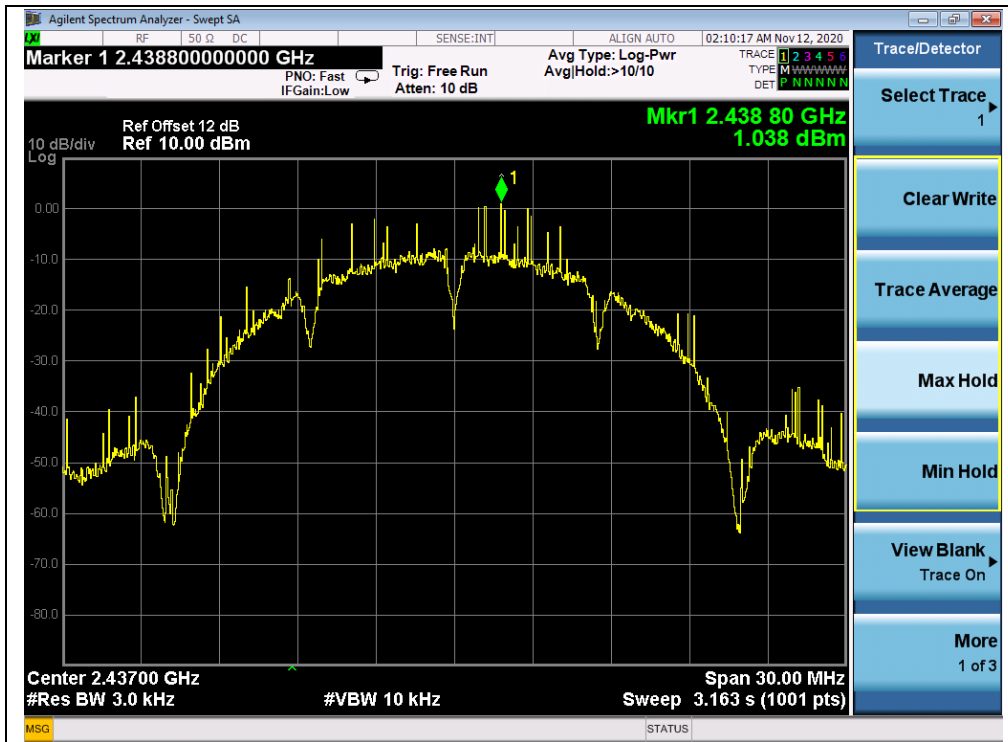 Agilent Spectrum Analyzer - Swept SA
LXI RF 50 Ω DC SENSE:INT ALIGN AUTO 02:10:17 AM Nov 12, 2020
Marker 1 2.438800000000 GHz
PNO: Fast
IFGain:Low
Trig: Free Run
Atten: 10 dB
Avg Type: Log-Pwr
Avg|Hold:>10/10
TRACE 1 2 3 4 5 6
TYPE M WWWWW
DET P N N N N N
Ref Offset 12 dB
Ref 10.00 dBm
10 dB/div
Log
Mkr1 2.438 80 GHz
1.038 dBm
1
0.00
-10.0
-20.0
-30.0
-40.0
-50.0
-60.0
-70.0
-80.0
Center 2.43700 GHz
Span 30.00 MHz
#Res BW 3.0 kHz
#VBW 10 kHz
Sweep 3.163 s (1001 pts)
MSG
STATUS
Trace/Detector
Select Trace
1
Clear Write
Trace Average
Max Hold
Min Hold
View Blank
Trace On
More
1 of 3